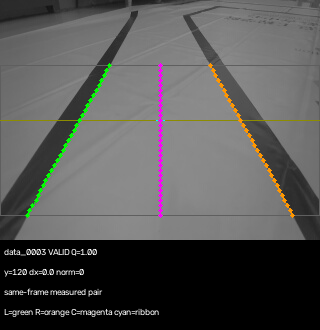 data_0003 VALID Q=1.00
y=120 dx=0.0 norm=0
same-frame measured pair
L=green R=orange C=magenta cyan=ribbon